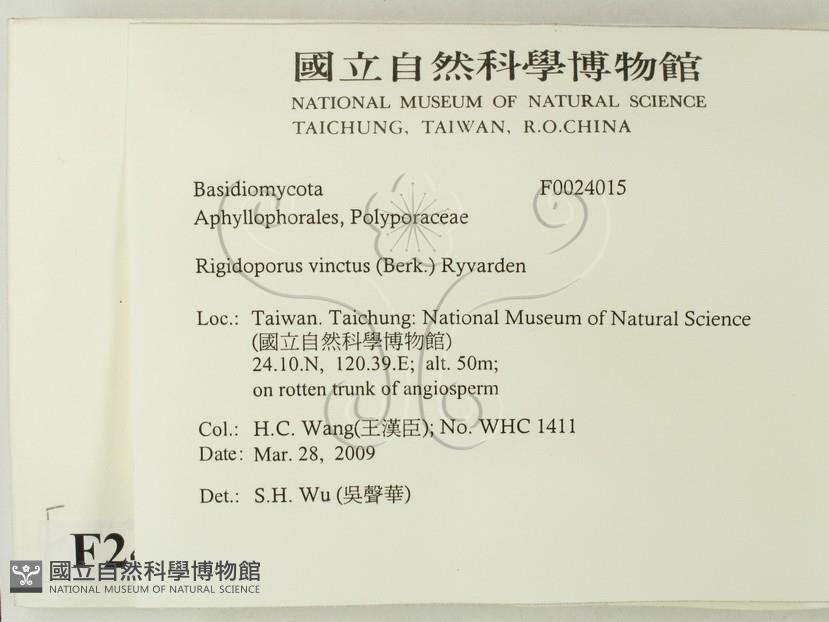 國立自然科學博物館
NATIONAL MUSEUM OF NATURAL SCIENCE
TAICHUNG, TAIWAN, R.O.CHINA
Basidiomycota F0024015
Aphyllophorales, Polyporaceae
Rigidoporus vinctus (Berk.) Ryvarden
Loc.: Taiwan. Taichung: National Museum of Natural Science
(國立自然科學博物館)
24.10.N, 120.39.E; alt. 50m;
on rotten trunk of angiosperm
Col.: H.C. Wang(王漢臣); No. WHC 1411
Date: Mar. 28, 2009
Det.: S.H. Wu (吳聲華)
國立自然科學博物館
NATIONAL MUSEUM OF NATURAL SCIENCE